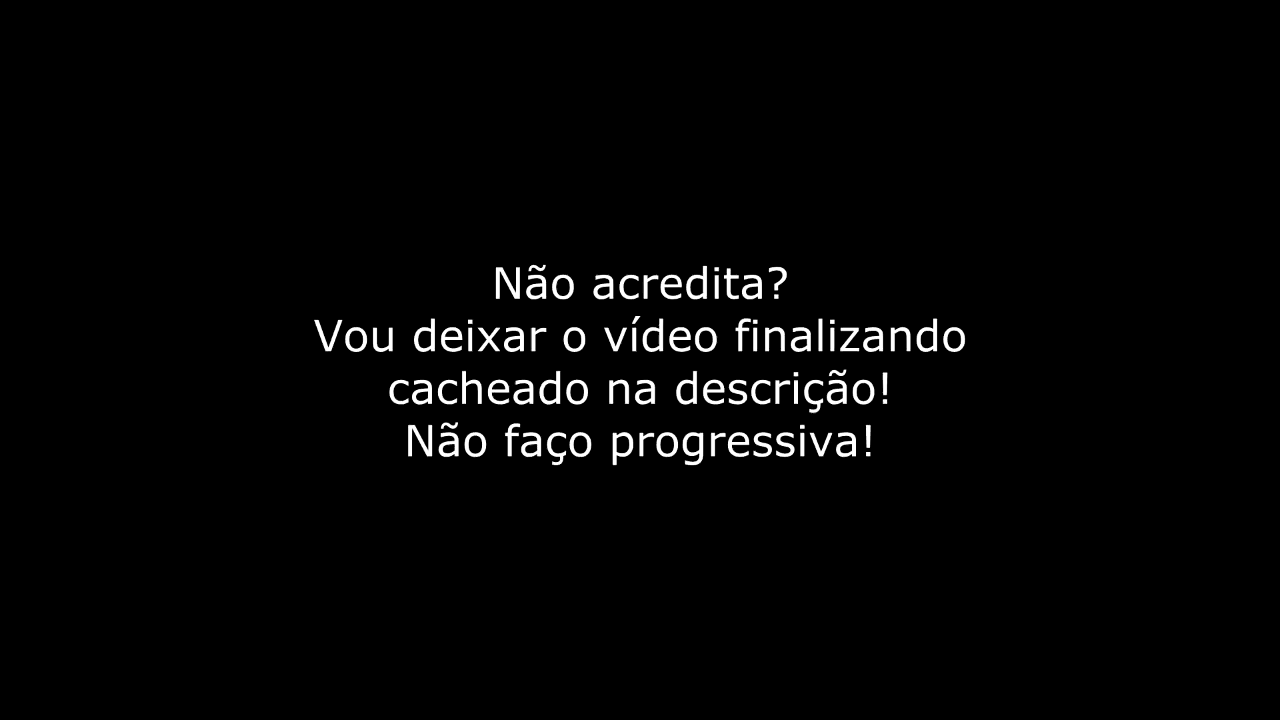 Não acredita?
Vou deixar o vídeo finalizando
cacheado na descrição!
Não faço progressiva!